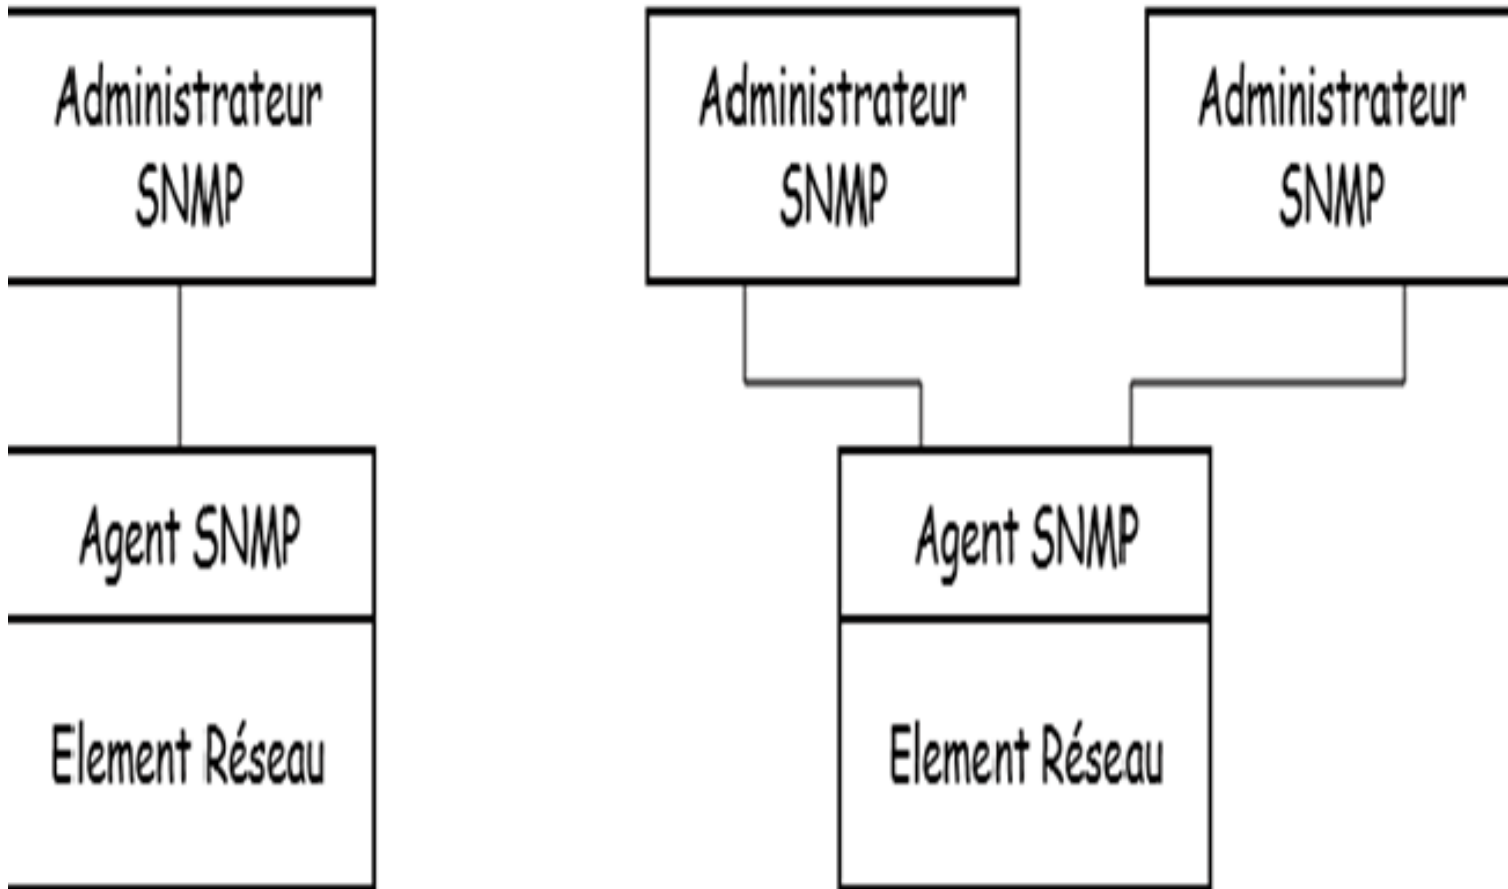 Administrateur
SNMP
Administrateur
SNMP
Administrateur
SNMP
Agent SNMP
Agent SNMP
Element Réseau
Element Réseau